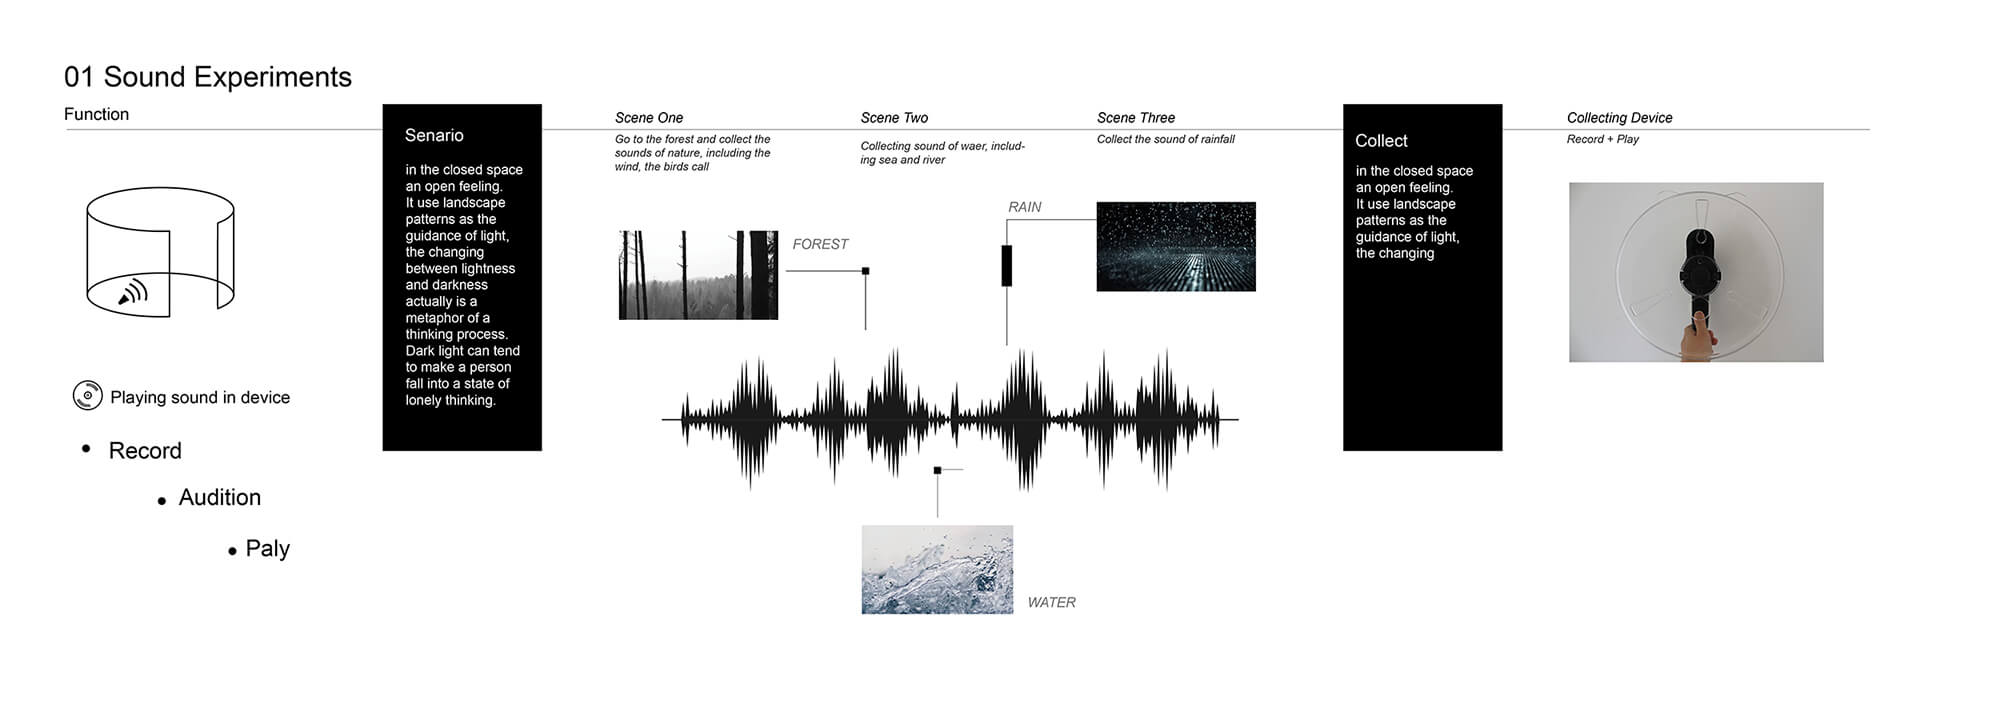 01 Sound Experiments
Function
Playing sound in device
Record
Audition
Paly
Senario
in the closed space
an open feeling.
It use landscape
patterns as the
guidance of light,
the changing
between lightness
and darkness
actually is a
metaphor of a
thinking process.
Dark light can tend
to make a person
fall into a state of
lonely thinking.
Scene One
Go to the forest and collect the
sounds of nature, including the
wind, the birds call
FOREST
Scene Two
Collecting sound of waer, includ-
ing sea and river
RAIN
Scene Three
Collect the sound of rainfall
WATER
Collect
in the closed space
an open feeling.
It use landscape
patterns as the
guidance of light,
the changing
Collecting Device
Record + Play